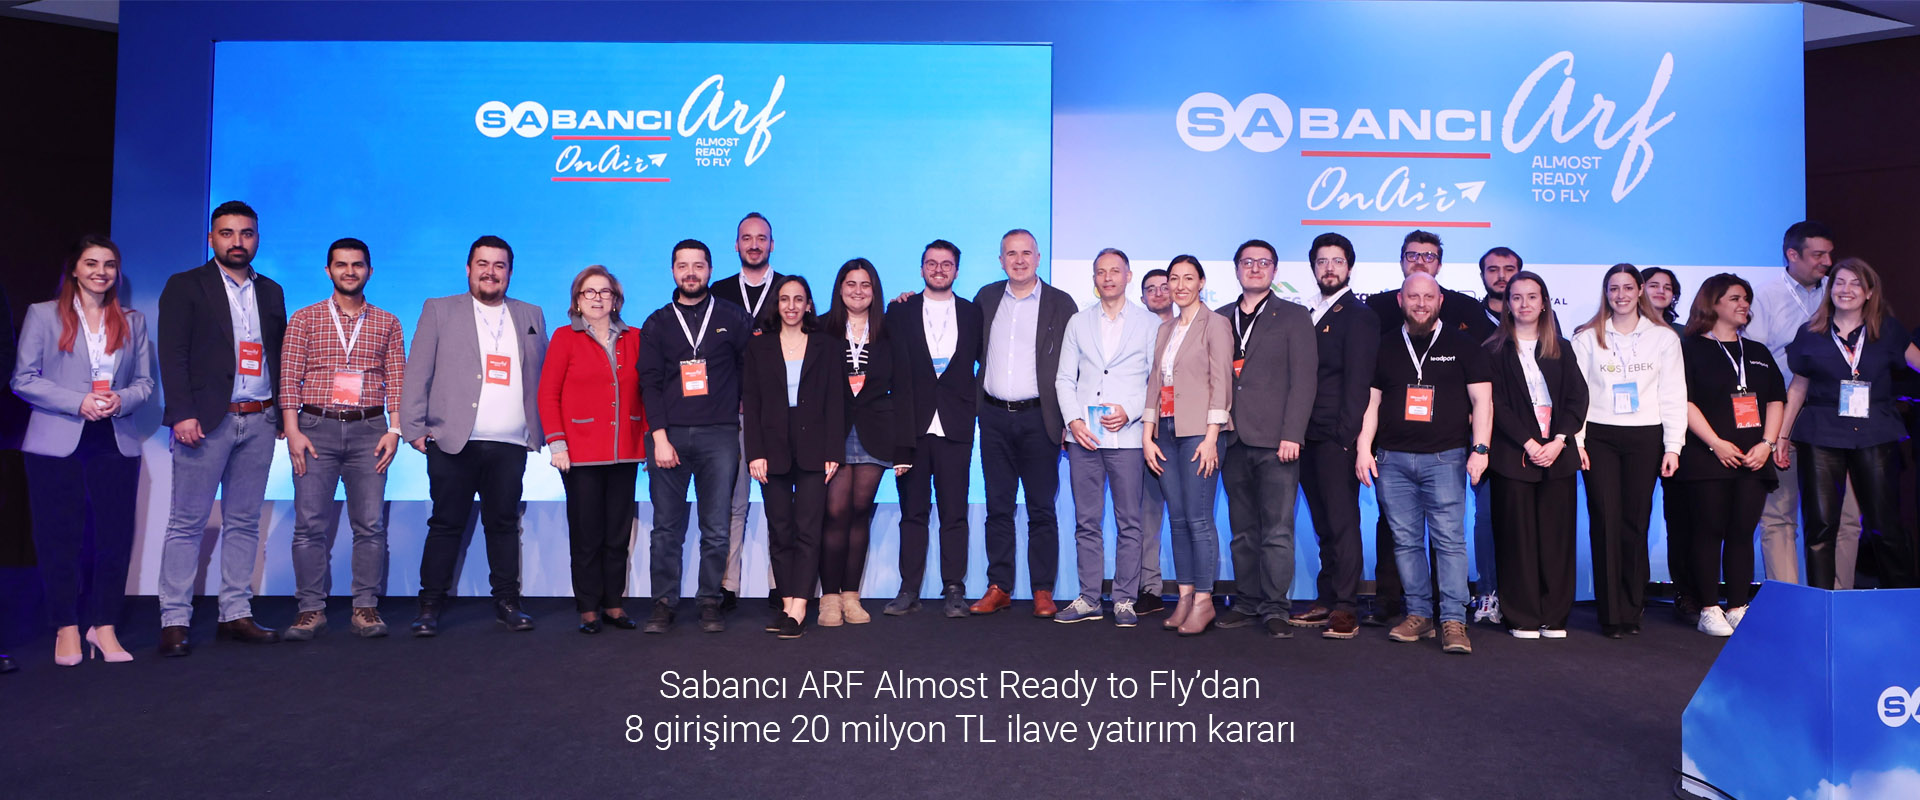 SABANCI arf
ALMOST
READY
TO FLY
OnAir
SABANCI arf
ALMOST
READY
TO FLY
OnAir
leadport
KÖSTEBEK
Sabancı ARF Almost Ready to Fly’dan
8 girişime 20 milyon TL ilave yatırım kararı